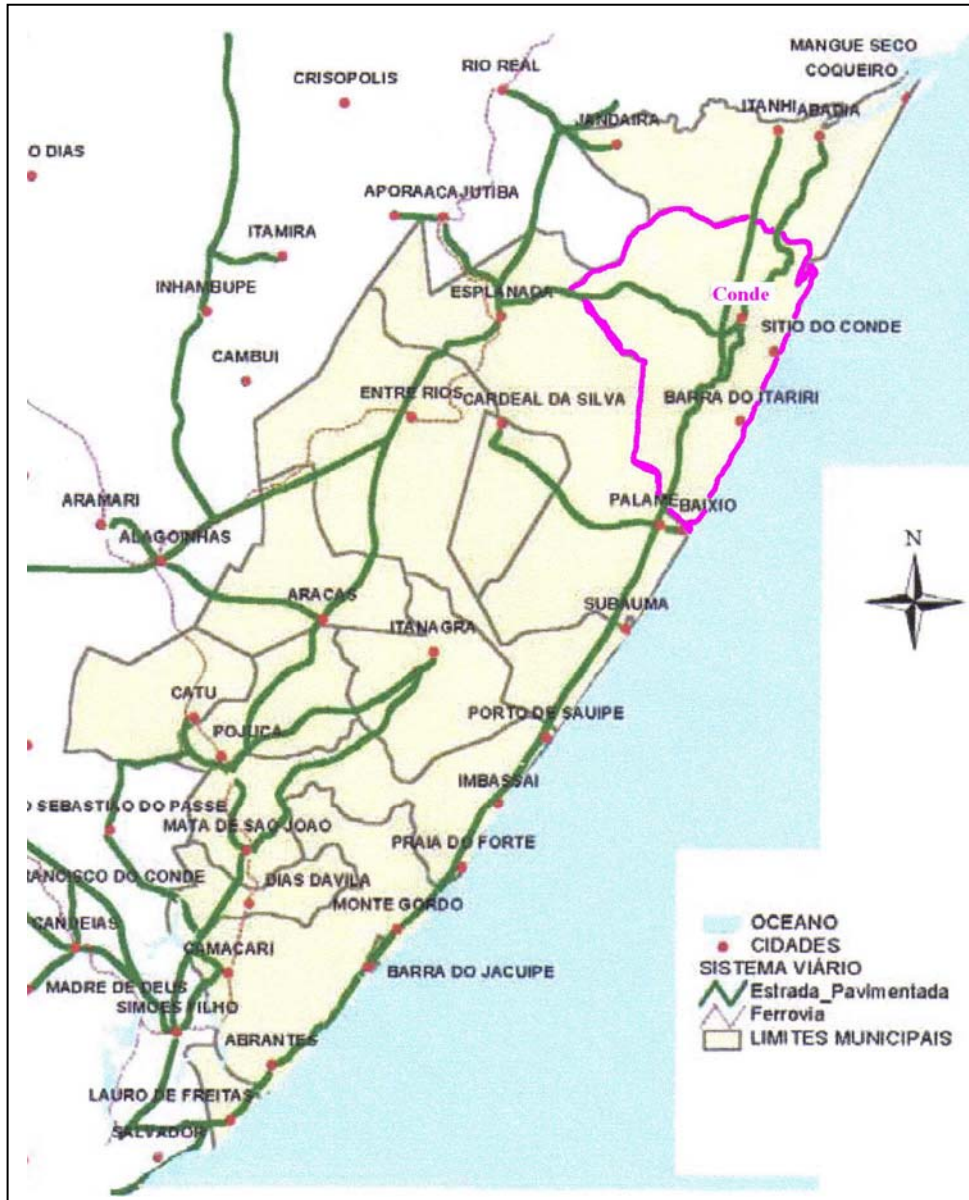 MANGUE SECO
COQUEIRO
RIO REAL
CRISOPOLIS
ITANHI ABADIA
JANDAIRA
O DIAS
APORA ACAJUTIBA
ITAMIRA
INHAMBUPE
ESPLANADA
Conde
SITIO DO CONDE
CAMBUI
ENTRE RIOS
CARDEAL DA SILVA
BARRA DO ITARIRI
ARAMARI
PALAME
BAIXIO
ALAGOINHAS
N
ARACAS
SUBAUMA
ITANAGRA
CATU
PORTO DE SAUIPE
POJUCA
IMBASSAI
O SEBASTIAO DO PASSE
MATA DE SAO JOAO
PRAIA DO FORTE
RANCISCO DO CONDE
DIAS DAVILA
MONTE GORDO
CANDEIAS
OCEANO
CIDADES
CAMACARI
SISTEMA VIÁRIO
BARRA DO JACUIPE
MADRE DE DEUS
Estrada_Pavimentada
SIMOES FILHO
Ferrovia
ABRANTES
LIMITES MUNICIPAIS
LAURO DE FREITAS
SALVADOR